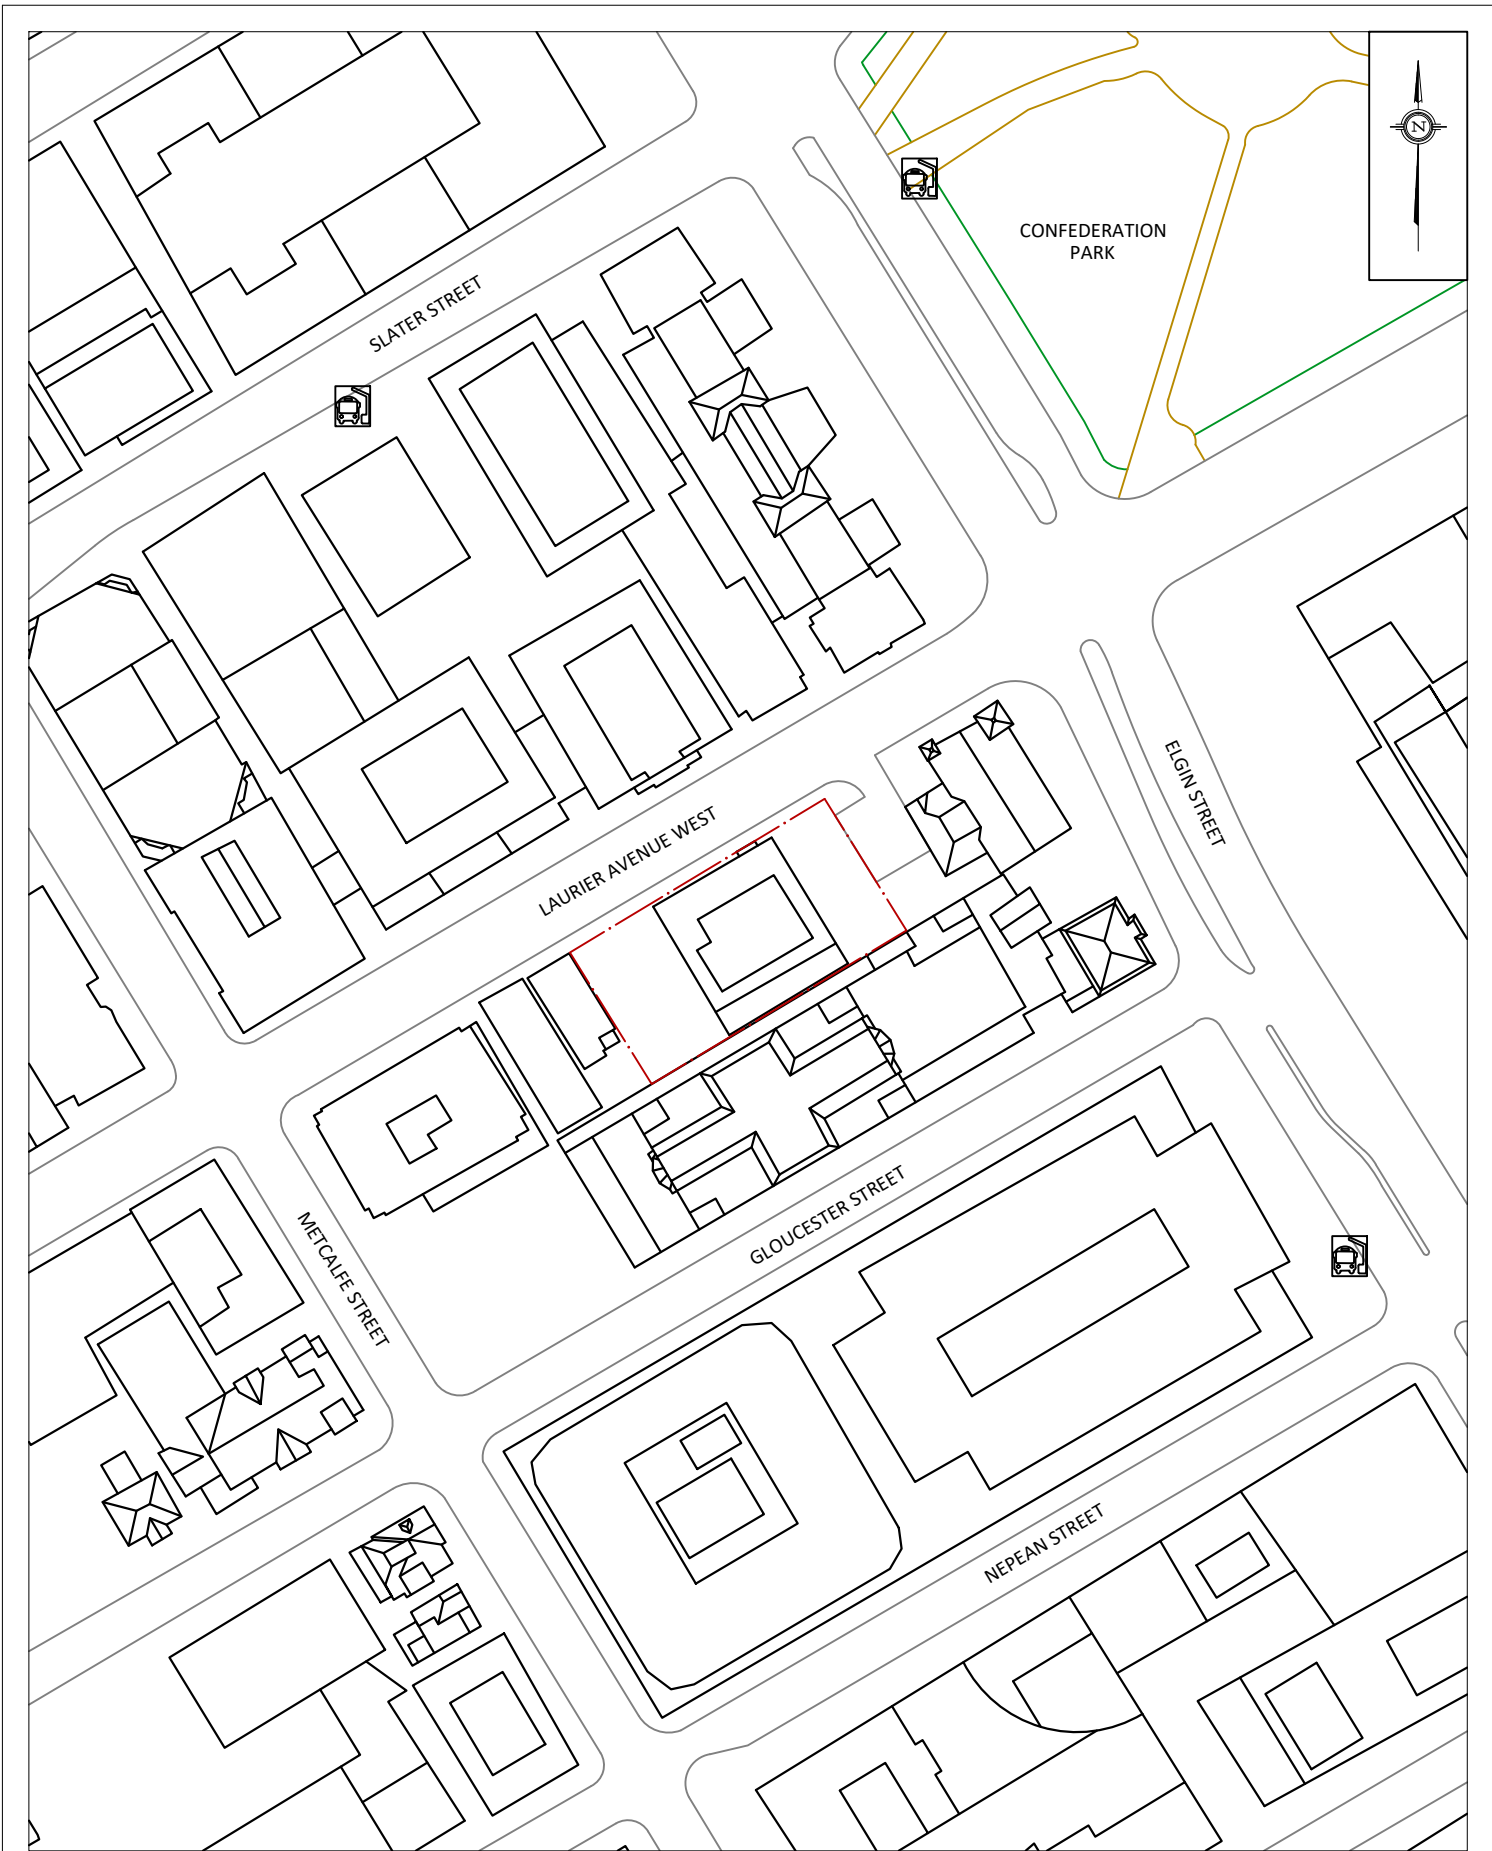 CONFEDERATION
PARK
N
SLATER STREET
ELGIN STREET
LAURIER AVENUE WEST
METCALFE STREET
GLOUCESTER STREET
NEPEAN STREET